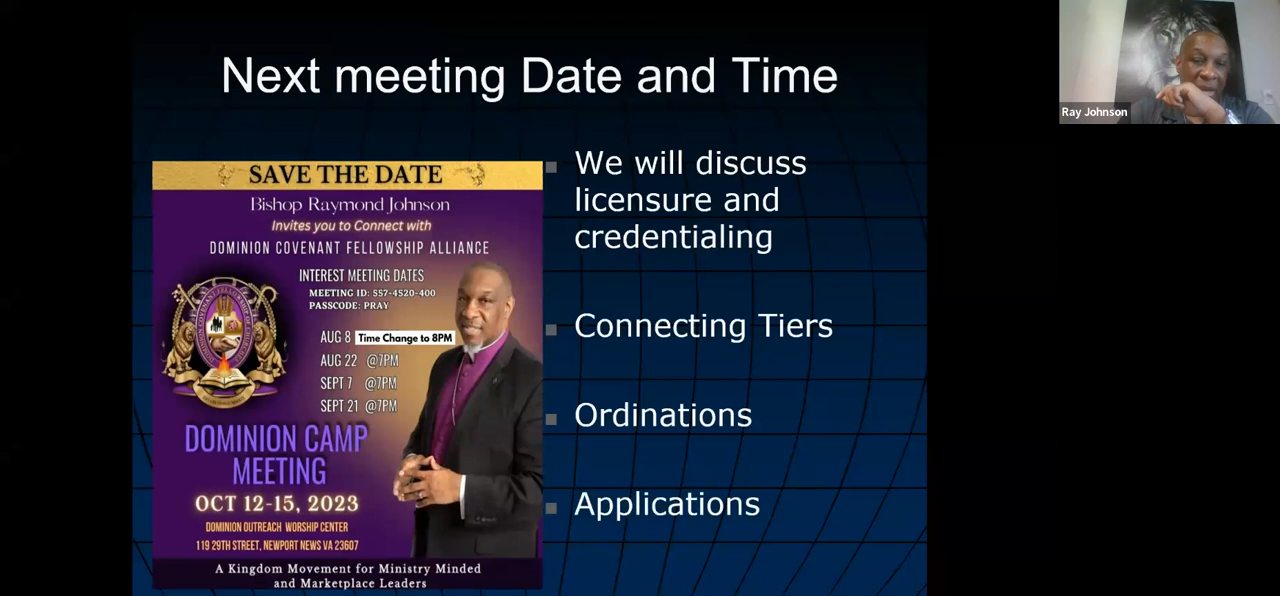 Next meeting Date and Time
SAVE THE DATE
Bishop Raymond Johnson
Invites you to Connect with
DOMINION COVENANT FELLOWSHIP ALLIANCE
INTEREST MEETING DATES
MEETING ID: 557-4520-400
PASSCODE: PRAY
AUG 8 Time Change to 8PM
AUG 22 @7PM
SEPT 7 @7PM
SEPT 21 @7PM
DOMINION CAMP
MEETING
OCT 12-15, 2023
DOMINION OUTREACH WORSHIP CENTER
119 29TH STREET, NEWPORT NEWS VA 23607
A Kingdom Movement for Ministry Minded
and Marketplace Leaders
We will discuss
licensure and
credentialing
Connecting Tiers
Ordinations
Applications
Ray Johnson